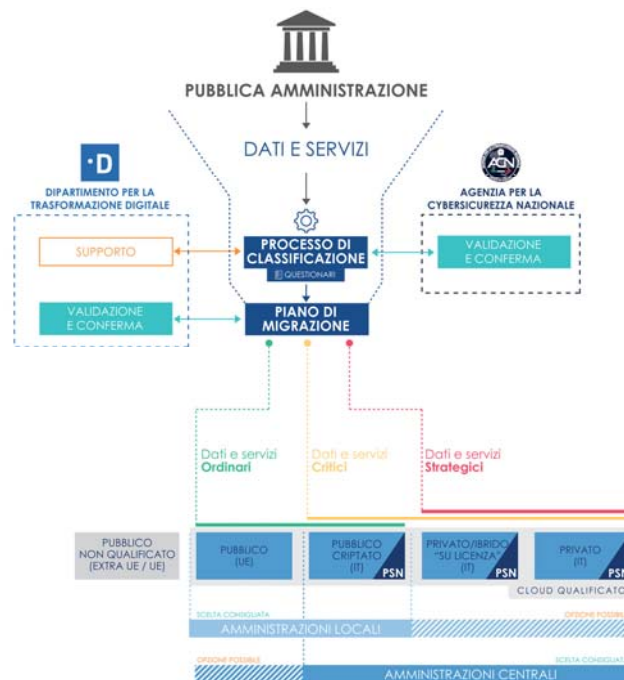 PUBBLICA AMMINISTRAZIONE
DATI E SERVIZI
·D
DIPARTIMENTO PER LA
TRASFORMAZIONE DIGITALE
ACN
AGENZIA PER LA
CYBERSICUREZZA NAZIONALE
SUPPORTO
PROCESSO DI
CLASSIFICAZIONE
QUESTIONARI
VALIDAZIONE
E CONFERMA
VALIDAZIONE
E CONFERMA
PIANO DI
MIGRAZIONE
Dati e servizi
Ordinari
Dati e servizi
Critici
Dati e servizi
Strategici
PUBBLICO
NON QUALIFICATO
(EXTRA UE / UE)
PUBBLICO
(UE)
PUBBLICO
CRIPTATO
(IT)
PSN
PRIVATO/IBRIDO
"SU LICENZA"
(IT)
PSN
PRIVATO
(IT)
PSN
CLOUD QUALIFICATO
SCELTA CONSIGLIATA
OPZIONE POSSIBILE
AMMINISTRAZIONI LOCALI
OPZIONE POSSIBILE
SCELTA CONSIGLIATA
AMMINISTRAZIONI CENTRALI